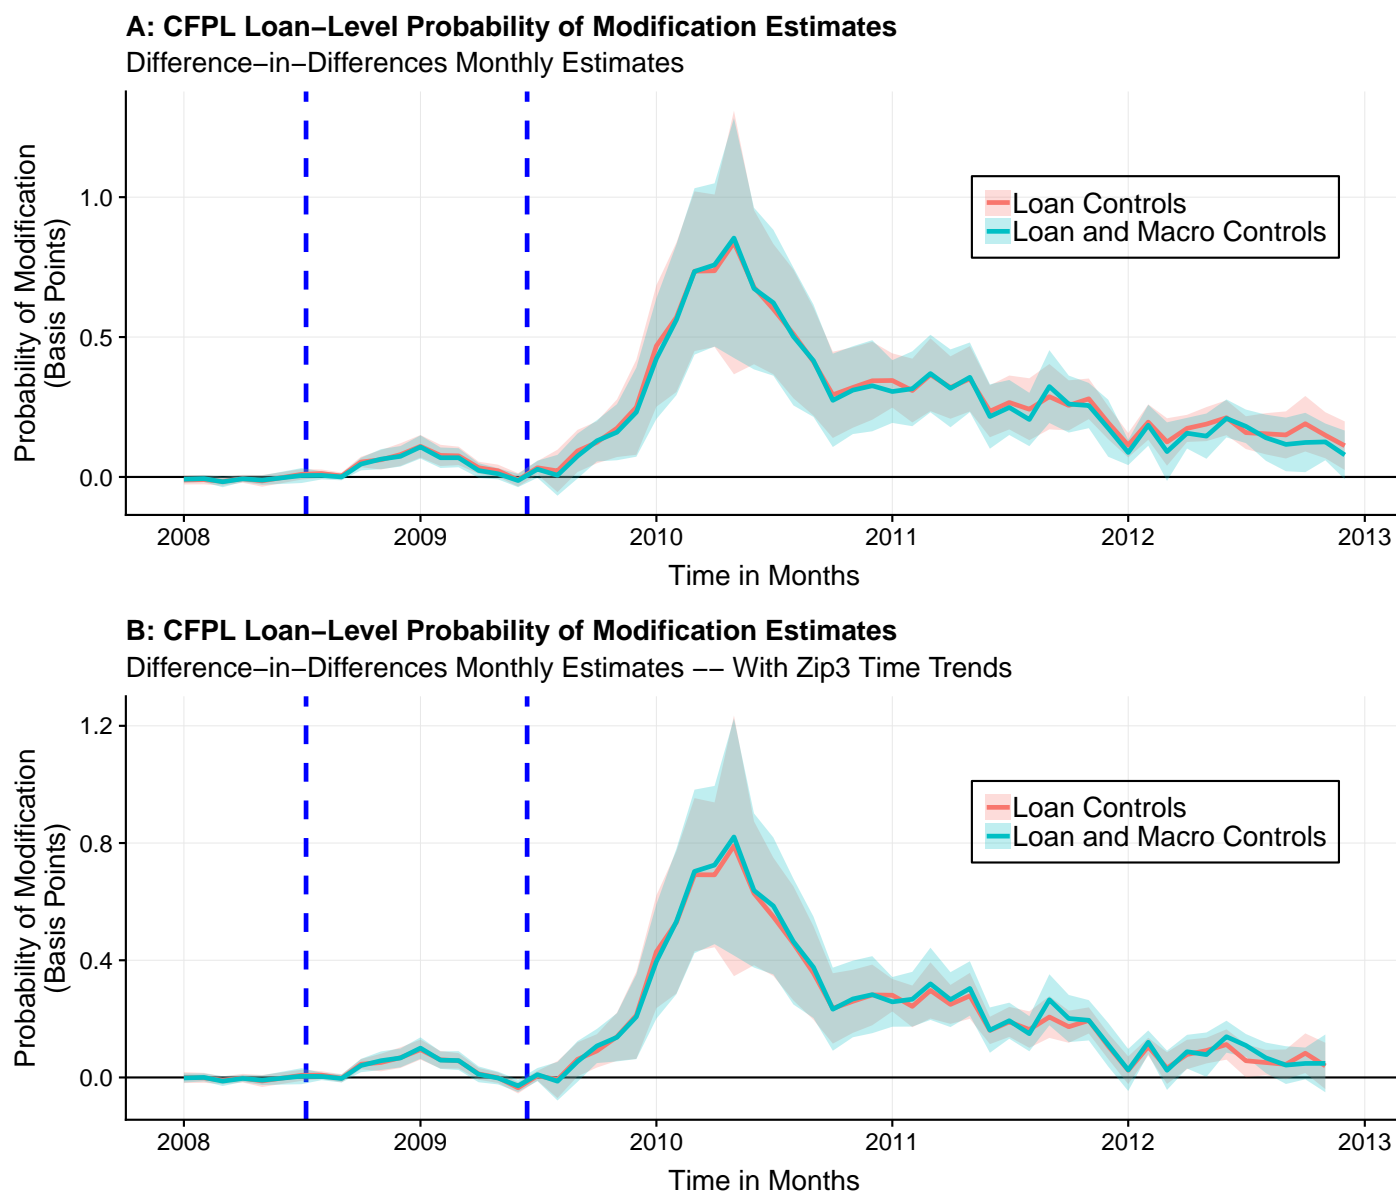 A: CFPL Loan−Level Probability of Modification Estimates
Difference−in−Differences Monthly Estimates
Probability of Modification
(Basis Points)
1.0
0.5
0.0
Loan Controls
Loan and Macro Controls
2008 2009 2010 2011 2012 2013
Time in Months
B: CFPL Loan−Level Probability of Modification Estimates
Difference−in−Differences Monthly Estimates −− With Zip3 Time Trends
Probability of Modification
(Basis Points)
1.2
0.8
0.4
0.0
Loan Controls
Loan and Macro Controls
2008 2009 2010 2011 2012 2013
Time in Months